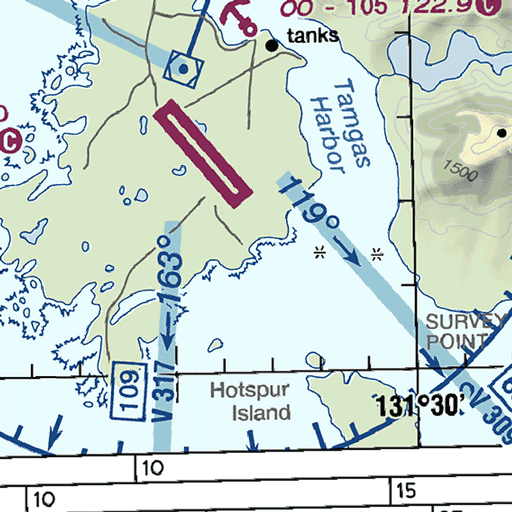 00 - 105 122.9 C
tanks
C
Tamgas
Harbor
1500
119°
163°
SURVEY
POINT
109
V 317
Hotspur
Island
131°30'
V 309
10
15
10